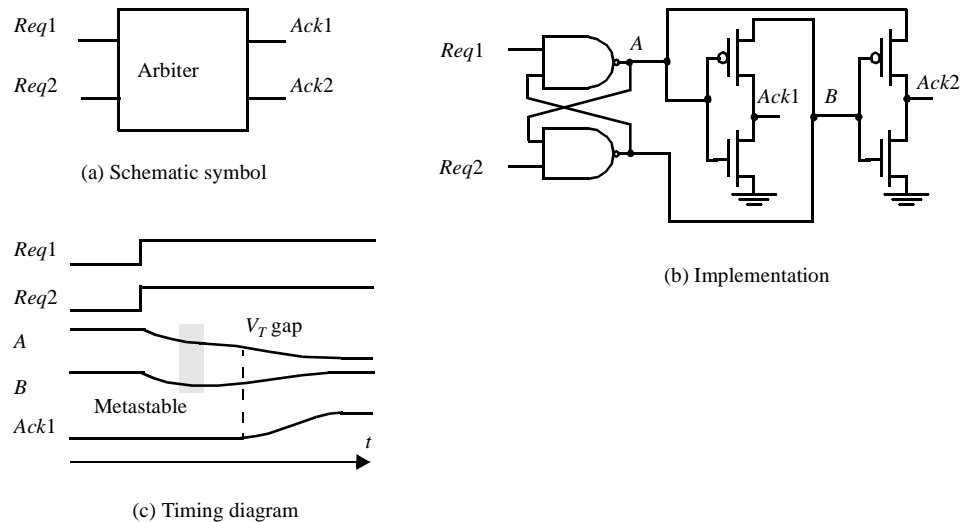 Req1
Ack1
Arbiter
Req2
Ack2
(a) Schematic symbol
Req1
A
Req2
Ack1
B
Ack2
(b) Implementation
Req1
Req2
A
V_T gap
B
Metastable
Ack1
t
(c) Timing diagram